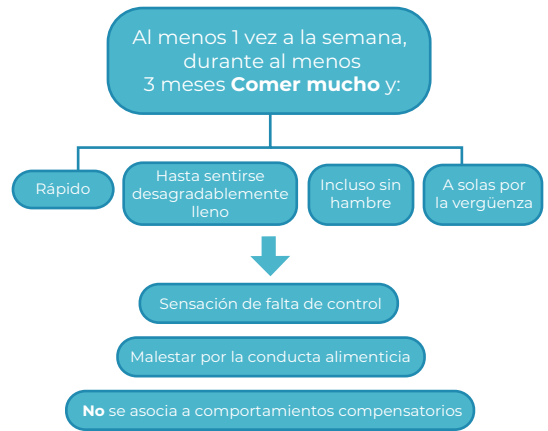 Al menos 1 vez a la semana,
durante al menos
3 meses Comer mucho y:
Rápido
Hasta sentirse
desagradablemente
lleno
Incluso sin
hambre
A solas por
la vergüenza
Sensación de falta de control
Malestar por la conducta alimenticia
No se asocia a comportamientos compensatorios